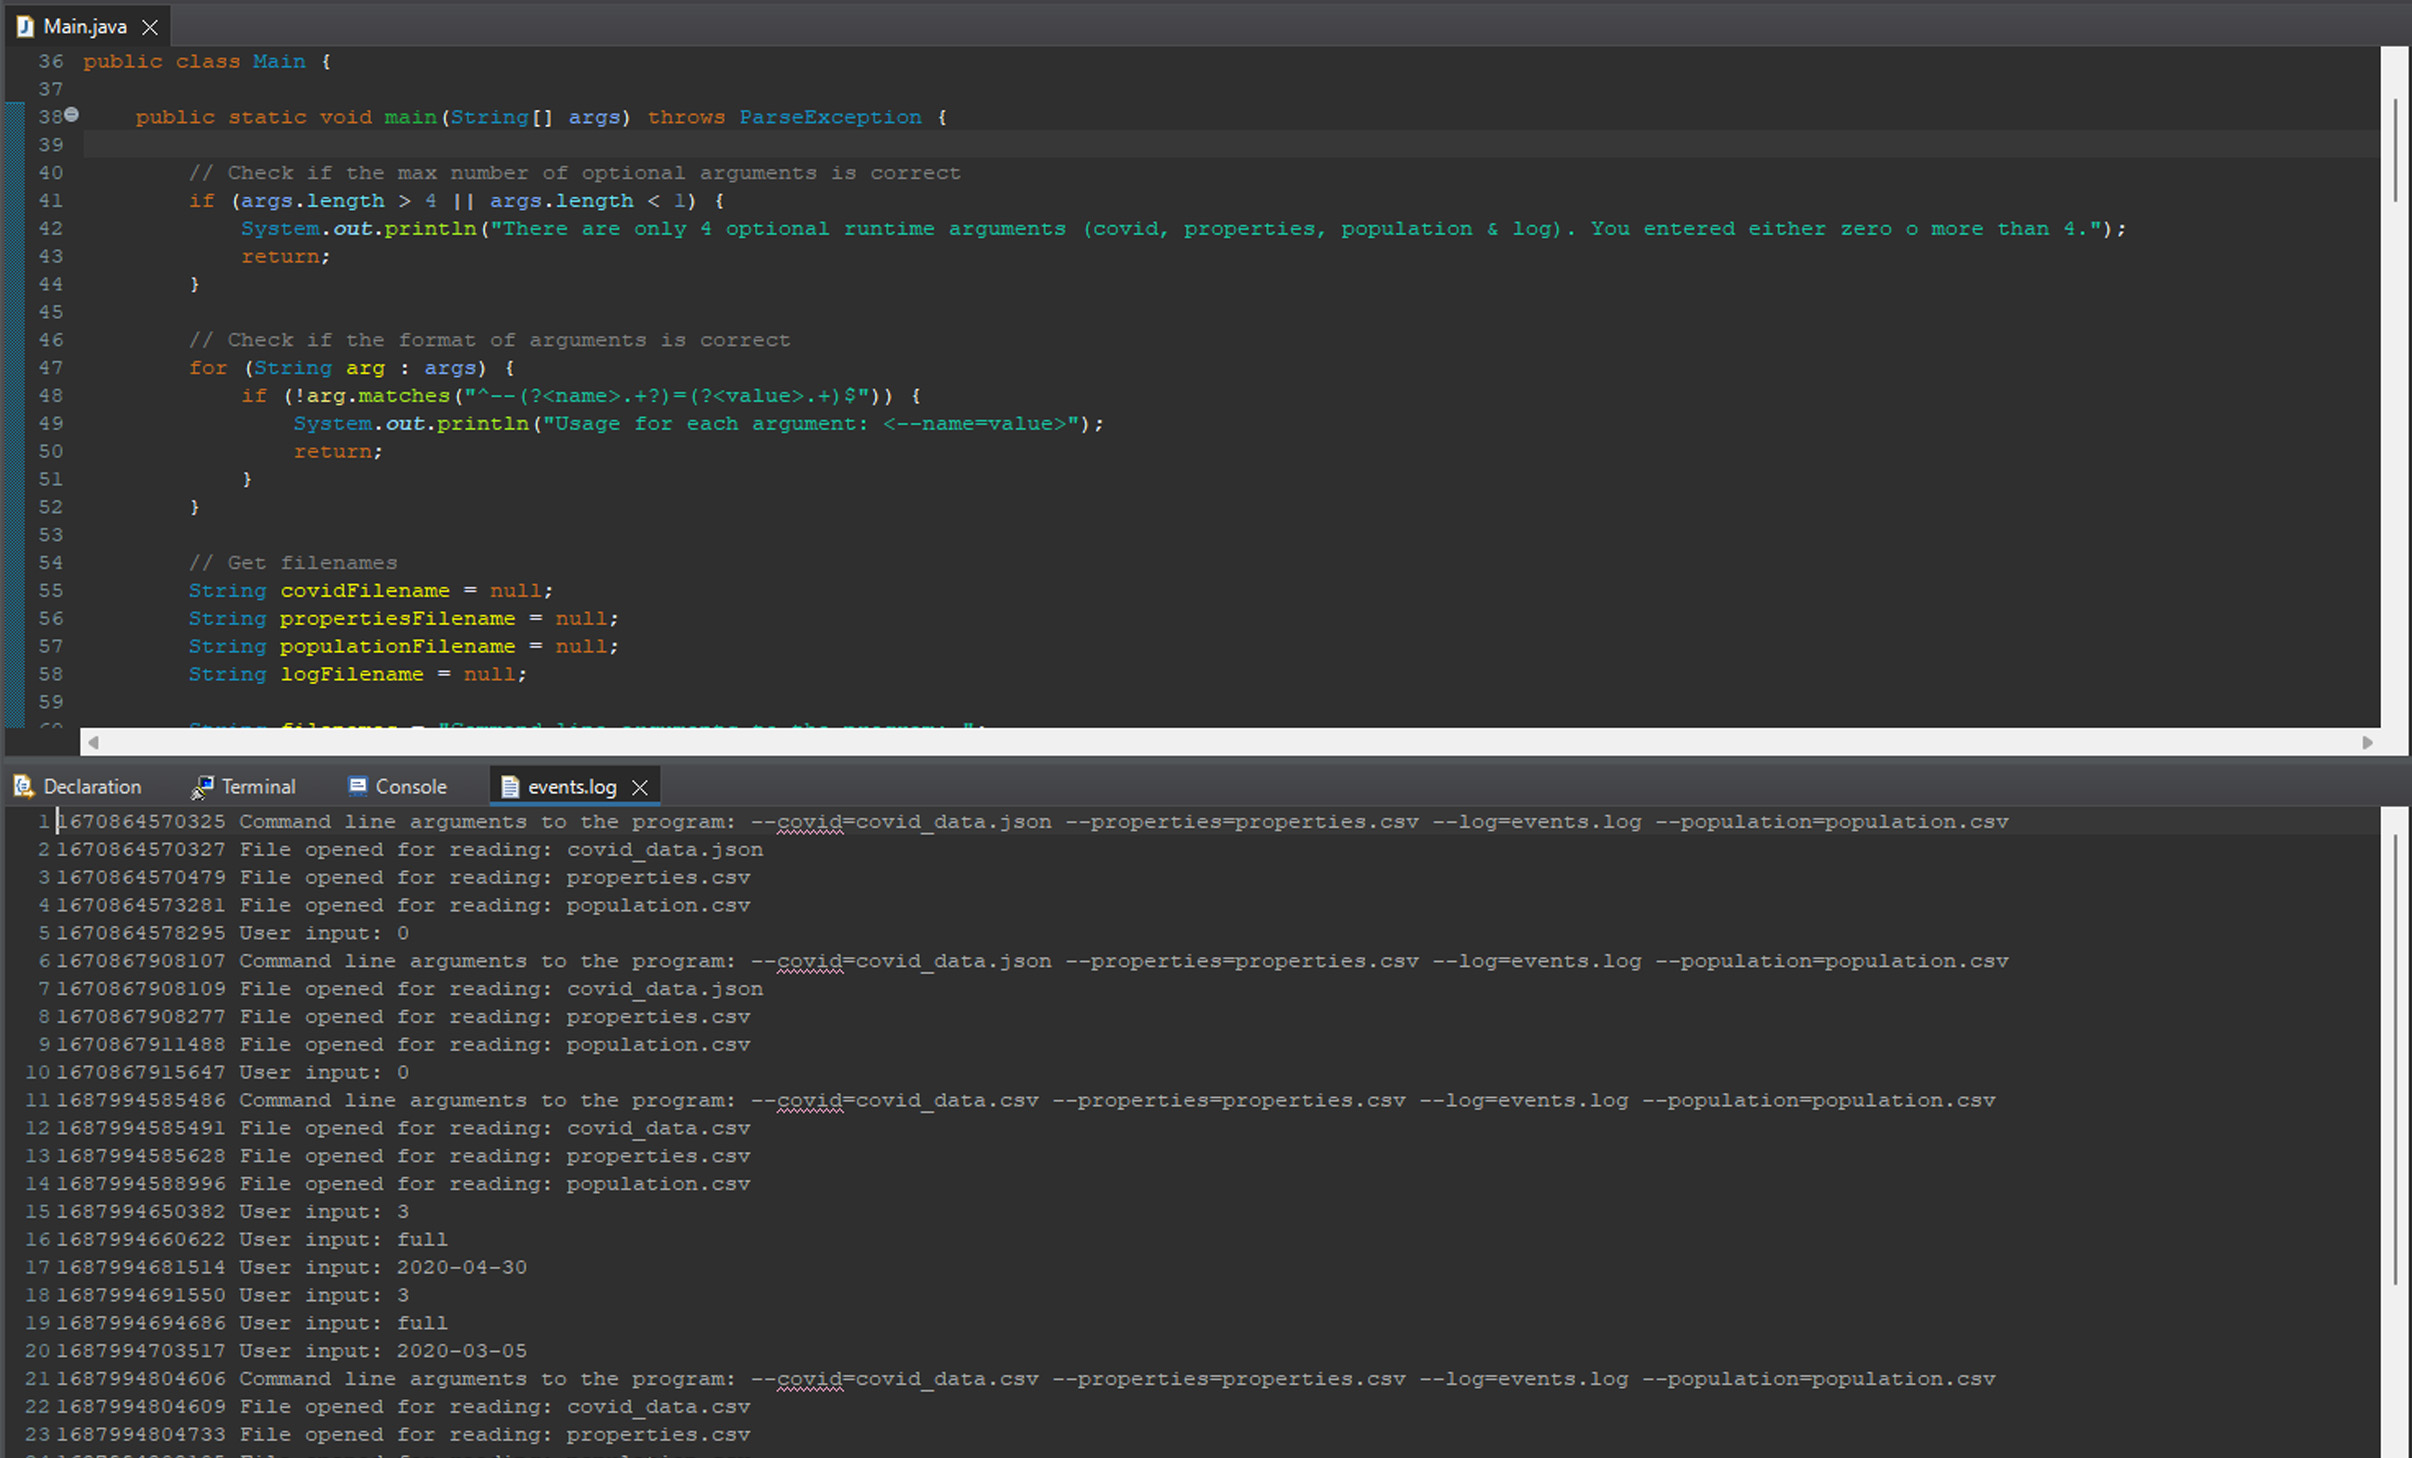 Main.java
36 public class Main {
37
38 public static void main(String[] args) throws ParseException {
39
40 // Check if the max number of optional arguments is correct
41 if (args.length > 4 || args.length < 1) {
42 System.out.println("There are only 4 optional runtime arguments (covid, properties, population & log). You entered either zero o more than 4.");
43 return;
44 }
45
46 // Check if the format of arguments is correct
47 for (String arg : args) {
48 if (!arg.matches("^--(?<name>.+?)=(?<value>.+)$")) {
49 System.out.println("Usage for each argument: <--name=value>");
50 return;
51 }
52 }
53
54 // Get filenames
55 String covidFilename = null;
56 String propertiesFilename = null;
57 String populationFilename = null;
58 String logFilename = null;
59
60 String filenames = "Command line arguments to the program: ";
Declaration Terminal Console events.log
1 1670864570325 Command line arguments to the program: --covid=covid_data.json --properties=properties.csv --log=events.log --population=population.csv
2 1670864570327 File opened for reading: covid_data.json
3 1670864570479 File opened for reading: properties.csv
4 1670864573281 File opened for reading: population.csv
5 1670864578295 User input: 0
6 1670867908107 Command line arguments to the program: --covid=covid_data.json --properties=properties.csv --log=events.log --population=population.csv
7 1670867908109 File opened for reading: covid_data.json
8 1670867908277 File opened for reading: properties.csv
9 1670867911488 File opened for reading: population.csv
10 1670867915647 User input: 0
11 1687994585486 Command line arguments to the program: --covid=covid_data.csv --properties=properties.csv --log=events.log --population=population.csv
12 1687994585491 File opened for reading: covid_data.csv
13 1687994585628 File opened for reading: properties.csv
14 1687994588996 File opened for reading: population.csv
15 1687994650382 User input: 3
16 1687994660622 User input: full
17 1687994681514 User input: 2020-04-30
18 1687994691550 User input: 3
19 1687994694686 User input: full
20 1687994703517 User input: 2020-03-05
21 1687994804606 Command line arguments to the program: --covid=covid_data.csv --properties=properties.csv --log=events.log --population=population.csv
22 1687994804609 File opened for reading: covid_data.csv
23 1687994804733 File opened for reading: properties.csv